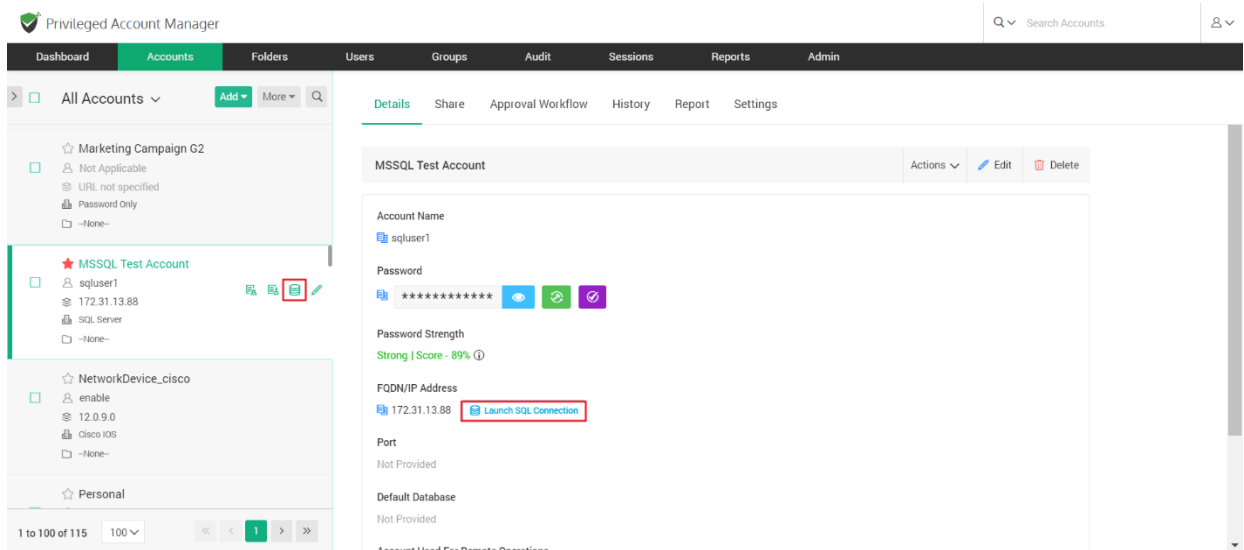 Privileged Account Manager
Search Accounts
Dashboard Accounts Folders Users Groups Audit Sessions Reports Admin
All Accounts Add More
Marketing Campaign G2
Not Applicable
URL not specified
Password Only
--None--
MSSQL Test Account
sqluser1
172.31.13.88
SQL Server
--None--
NetworkDevice_cisco
enable
12.0.9.0
Cisco IOS
--None--
Personal
1 to 100 of 115 100 « < 1 > »
Details Share Approval Workflow History Report Settings
MSSQL Test Account Actions Edit Delete
Account Name
sqluser1
Password
************
Password Strength
Strong | Score - 89%
FQDN/IP Address
172.31.13.88 Launch SQL Connection
Port
Not Provided
Default Database
Not Provided
Account Used For Remote Operations